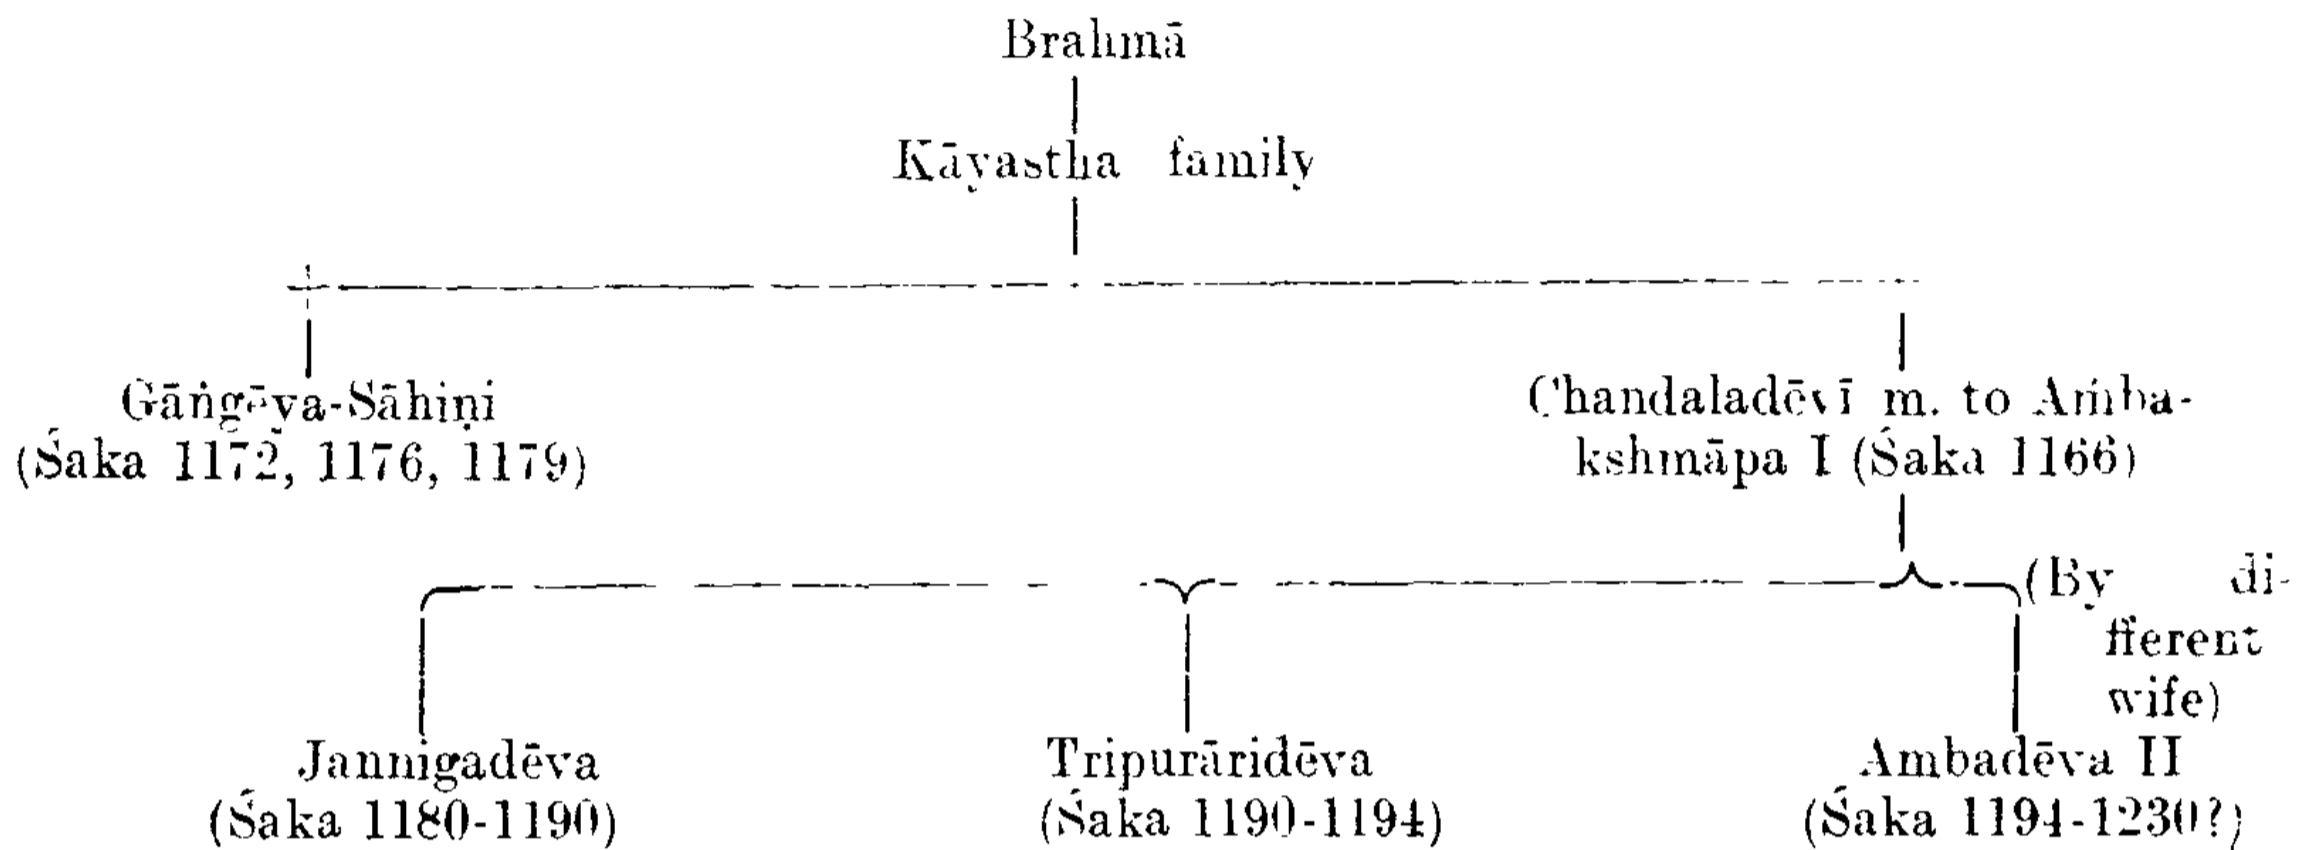 Brahmā
Kāyastha family
Gāṅgēya-Sāhiṇi
(Śaka 1172, 1176, 1179)
Chandaladēvī m. to Aṁba-
kshmāpa I (Śaka 1166)
(By di-
fferent
wife)
Jannigadēva
(Śaka 1180-1190)
Tripurāridēva
(Śaka 1190-1194)
Ambadēva II
(Śaka 1194-1230?)